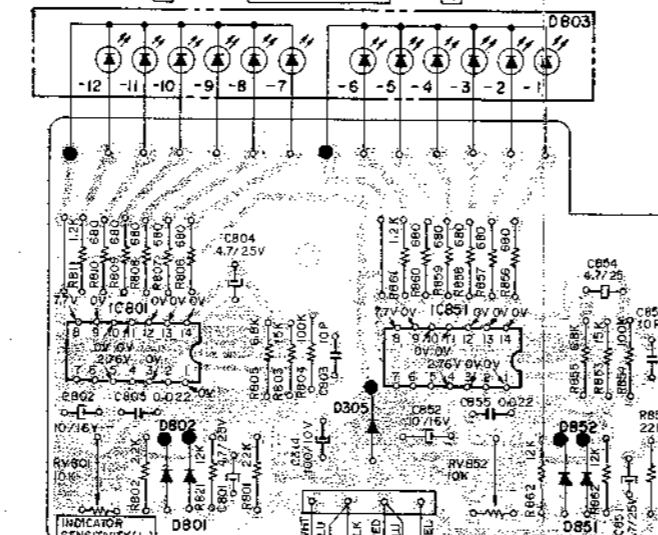 D803
-12 -11 -10 -9 -8 -7 -6 -5 -4 -3 -2 -1
R811 1.2K
R810 680
R809 680
R808 680
R807 680
R806 680
C804
4.7/25V
R861 1.2K
R860 680
R859 680
R858 680
R857 680
R856 680
C854
4.7/25
7.7V 0V 0V 0V 0V
IC801
8 9 10 11 12 13 14
0V 0V
2.76V 0V
7 6 5 4 3 2 1
0V
R805 6.8K
R803 15K
R804 100K
C803 10P
7.7V 0V 0V 0V 0V
IC851
8 9 10 11 12 13 14
0V 0V
2.76V 0V 0V
R855 6.8K
R853 15K
R854 100K
C802
10/16V
C805 0.022
D305
C852
10/16V
C855 0.022
D802
D852
RV801
10K
R802 2.2K
R821 12K
C801 4.7/25V
R801 22K
RV852
10K
R862 12K
R862 12K
C851
D801
D851
INDICATOR